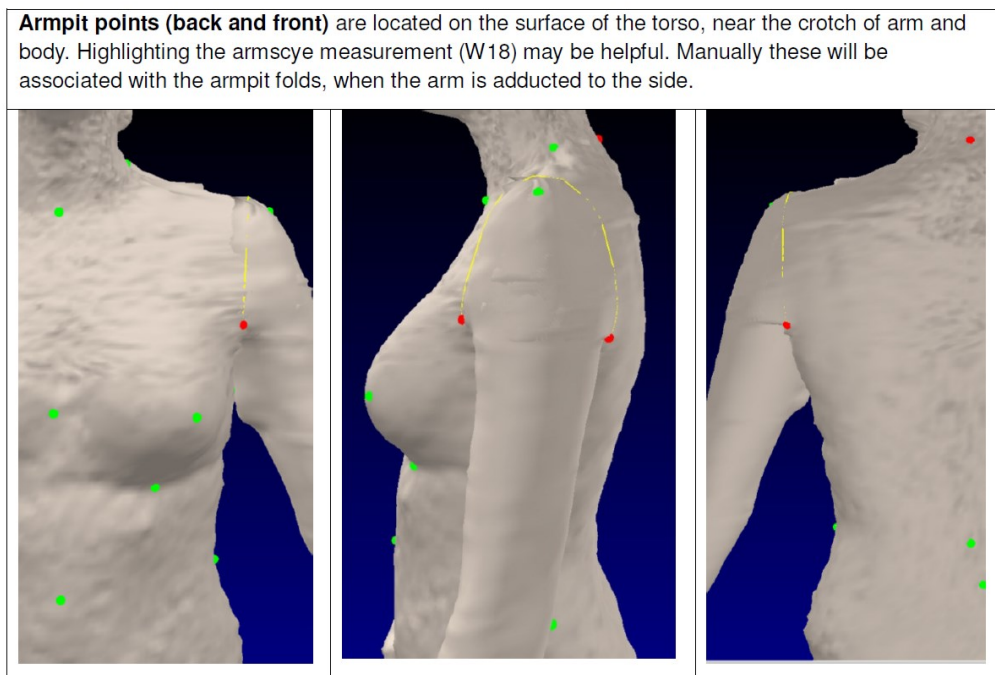 Armpit points (back and front) are located on the surface of the torso, near the crotch of arm and
body. Highlighting the armscye measurement (W18) may be helpful. Manually these will be
associated with the armpit folds, when the arm is adducted to the side.